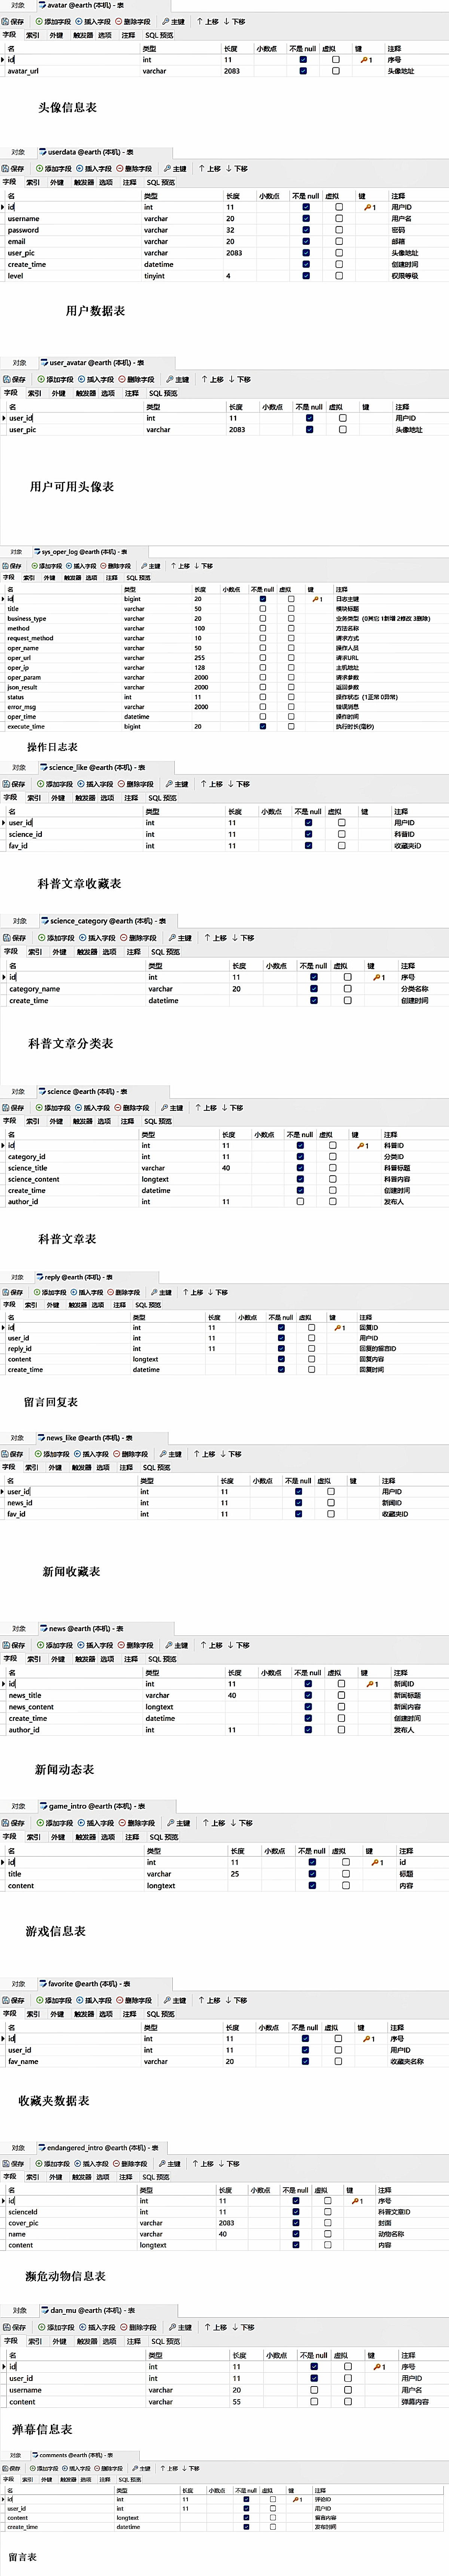 对象 avatar @earth (本机) - 表
保存 添加字段 插入字段 删除字段 主键 上移 下移
字段 索引 外键 触发器 选项 注释 SQL 预览
名 类型 长度 小数点 不是 null 虚拟 键 注释
id int 11 1 序号
avatar_url varchar 2083 头像地址
头像信息表
对象 userdata @earth (本机) - 表
保存 添加字段 插入字段 删除字段 主键 上移 下移
字段 索引 外键 触发器 选项 注释 SQL 预览
名 类型 长度 小数点 不是 null 虚拟 键 注释
id int 11 1 用户ID
username varchar 20 用户名
password varchar 32 密码
email varchar 20 邮箱
user_pic varchar 2083 头像地址
create_time datetime 创建时间
level tinyint 4 权限等级
用户数据表
对象 user_avatar @earth (本机) - 表
保存 添加字段 插入字段 删除字段 主键 上移 下移
字段 索引 外键 触发器 选项 注释 SQL 预览
名 类型 长度 小数点 不是 null 虚拟 键 注释
user_id int 11 用户ID
user_pic varchar 2083 头像地址
用户可用头像表
对象 sys_oper_log @earth (本机) - 表
保存 添加字段 插入字段 删除字段 主键 上移 下移
字段 索引 外键 触发器 选项 注释 SQL 预览
名 类型 长度 小数点 不是 null 虚拟 键 注释
id bigint 20 1 日志主键
title varchar 50 模块标题
business_type varchar 20 业务类型 (0其它 1新增 2修改 3删除)
method varchar 100 方法名称
request_method varchar 10 请求方式
oper_name varchar 50 操作人员
oper_url varchar 255 请求URL
oper_ip varchar 128 主机地址
oper_param varchar 2000 请求参数
json_result varchar 2000 返回参数
status int 11 操作状态 (1正常 0异常)
error_msg varchar 2000 错误消息
oper_time datetime 操作时间
execute_time bigint 20 执行时长(毫秒)
操作日志表
对象 science_like @earth (本机) - 表
保存 添加字段 插入字段 删除字段 主键 上移 下移
字段 索引 外键 触发器 选项 注释 SQL 预览
名 类型 长度 小数点 不是 null 虚拟 键 注释
user_id int 11 用户ID
science_id int 11 科普ID
fav_id int 11 收藏夹iD
科普文章收藏表
对象 science_category @earth (本机) - 表
保存 添加字段 插入字段 删除字段 主键 上移 下移
字段 索引 外键 触发器 选项 注释 SQL 预览
名 类型 长度 小数点 不是 null 虚拟 键 注释
id int 11 1 序号
category_name varchar 20 分类名称
create_time datetime 创建时间
科普文章分类表
对象 science @earth (本机) - 表
保存 添加字段 插入字段 删除字段 主键 上移 下移
字段 索引 外键 触发器 选项 注释 SQL 预览
名 类型 长度 小数点 不是 null 虚拟 键 注释
id int 11 1 科普ID
category_id int 11 分类ID
science_title varchar 40 科普标题
science_content longtext 科普内容
create_time datetime 创建时间
author_id int 11 发布人
科普文章表
对象 reply @earth (本机) - 表
保存 添加字段 插入字段 删除字段 主键 上移 下移
字段 索引 外键 触发器 选项 注释 SQL 预览
名 类型 长度 小数点 不是 null 虚拟 键 注释
id int 11 1 回复ID
user_id int 11 用户ID
reply_id int 11 回复的留言ID
content longtext 回复内容
create_time datetime 回复时间
留言回复表
对象 news_like @earth (本机) - 表
保存 添加字段 插入字段 删除字段 主键 上移 下移
字段 索引 外键 触发器 选项 注释 SQL 预览
名 类型 长度 小数点 不是 null 虚拟 键 注释
user_id int 11 用户ID
news_id int 11 新闻ID
fav_id int 11 收藏夹ID
新闻收藏表
对象 news @earth (本机) - 表
保存 添加字段 插入字段 删除字段 主键 上移 下移
字段 索引 外键 触发器 选项 注释 SQL 预览
名 类型 长度 小数点 不是 null 虚拟 键 注释
id int 11 1 新闻ID
news_title varchar 40 新闻标题
news_content longtext 新闻内容
create_time datetime 创建时间
author_id int 11 发布人
新闻动态表
对象 game_intro @earth (本机) - 表
保存 添加字段 插入字段 删除字段 主键 上移 下移
字段 索引 外键 触发器 选项 注释 SQL 预览
名 类型 长度 小数点 不是 null 虚拟 键 注释
id int 11 1 id
title varchar 25 标题
content longtext 内容
游戏信息表
对象 favorite @earth (本机) - 表
保存 添加字段 插入字段 删除字段 主键 上移 下移
字段 索引 外键 触发器 选项 注释 SQL 预览
名 类型 长度 小数点 不是 null 虚拟 键 注释
id int 11 1 序号
user_id int 11 用户ID
fav_name varchar 20 收藏夹名称
收藏夹数据表
对象 endangered_intro @earth (本机) - 表
保存 添加字段 插入字段 删除字段 主键 上移 下移
字段 索引 外键 触发器 选项 注释 SQL 预览
名 类型 长度 小数点 不是 null 虚拟 键 注释
id int 11 1 序号
scienceId int 11 科普文章ID
cover_pic varchar 2083 封面
name varchar 40 动物名称
content longtext 内容
濒危动物信息表
对象 dan_mu @earth (本机) - 表
保存 添加字段 插入字段 删除字段 主键 上移 下移
字段 索引 外键 触发器 选项 注释 SQL 预览
名 类型 长度 小数点 不是 null 虚拟 键 注释
id int 11 1 序号
user_id int 11 用户ID
username varchar 20 用户名
content varchar 55 弹幕内容
弹幕信息表
对象 comments @earth (本机) - 表
保存 添加字段 插入字段 删除字段 主键 上移 下移
字段 索引 外键 触发器 选项 注释 SQL 预览
名 类型 长度 小数点 不是 null 虚拟 键 注释
id int 11 1 评论ID
user_id int 11 用户ID
content longtext 留言内容
create_time datetime 发布时间
留言表